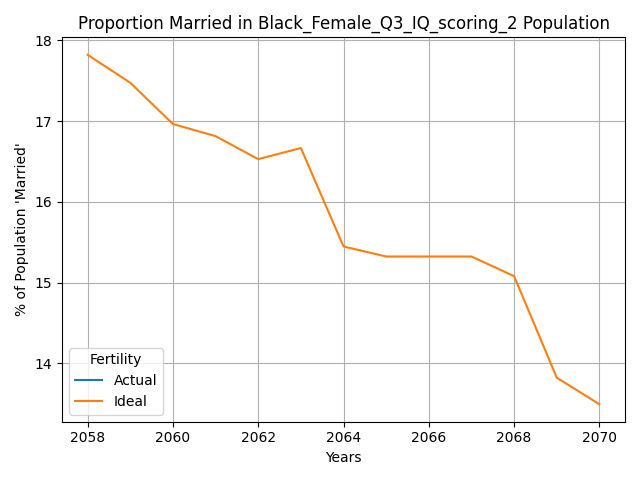 Proportion Married in Black_Female_Q3_IQ_scoring_2 Population
18
17
16
15
14
% of Population 'Married'
Fertility
Actual
Ideal
2058 2060 2062 2064 2066 2068 2070
Years